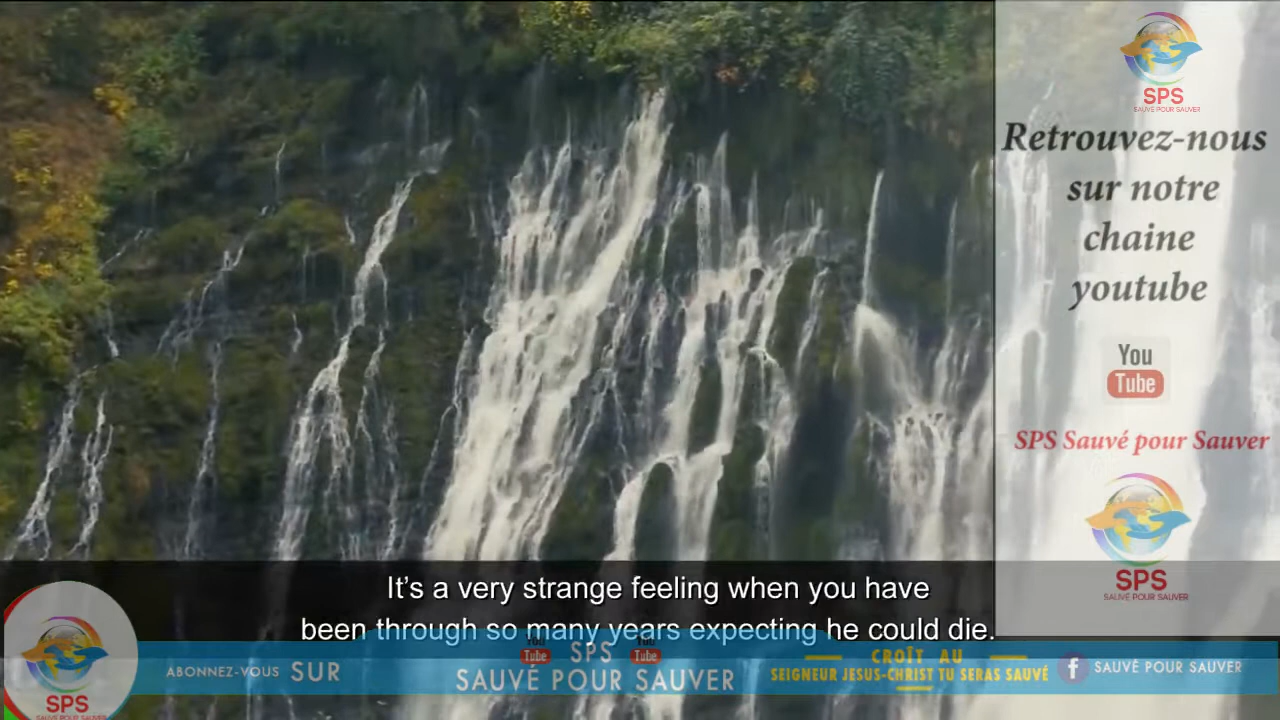 SPS
SAUVÉ POUR SAUVER
Retrouvez-nous
sur notre
chaine
youtube
You
Tube
SPS Sauvé pour Sauver
SPS
SAUVÉ POUR SAUVER
It's a very strange feeling when you have
been through so many years expecting he could die.
SPS
SAUVÉ POUR SAUVER
ABONNEZ-VOUS SUR
You Tube SPS You Tube
SAUVÉ POUR SAUVER
CROÎT AU
SEIGNEUR JESUS-CHRIST TU SERAS SAUVÉ
f SAUVÉ POUR SAUVER